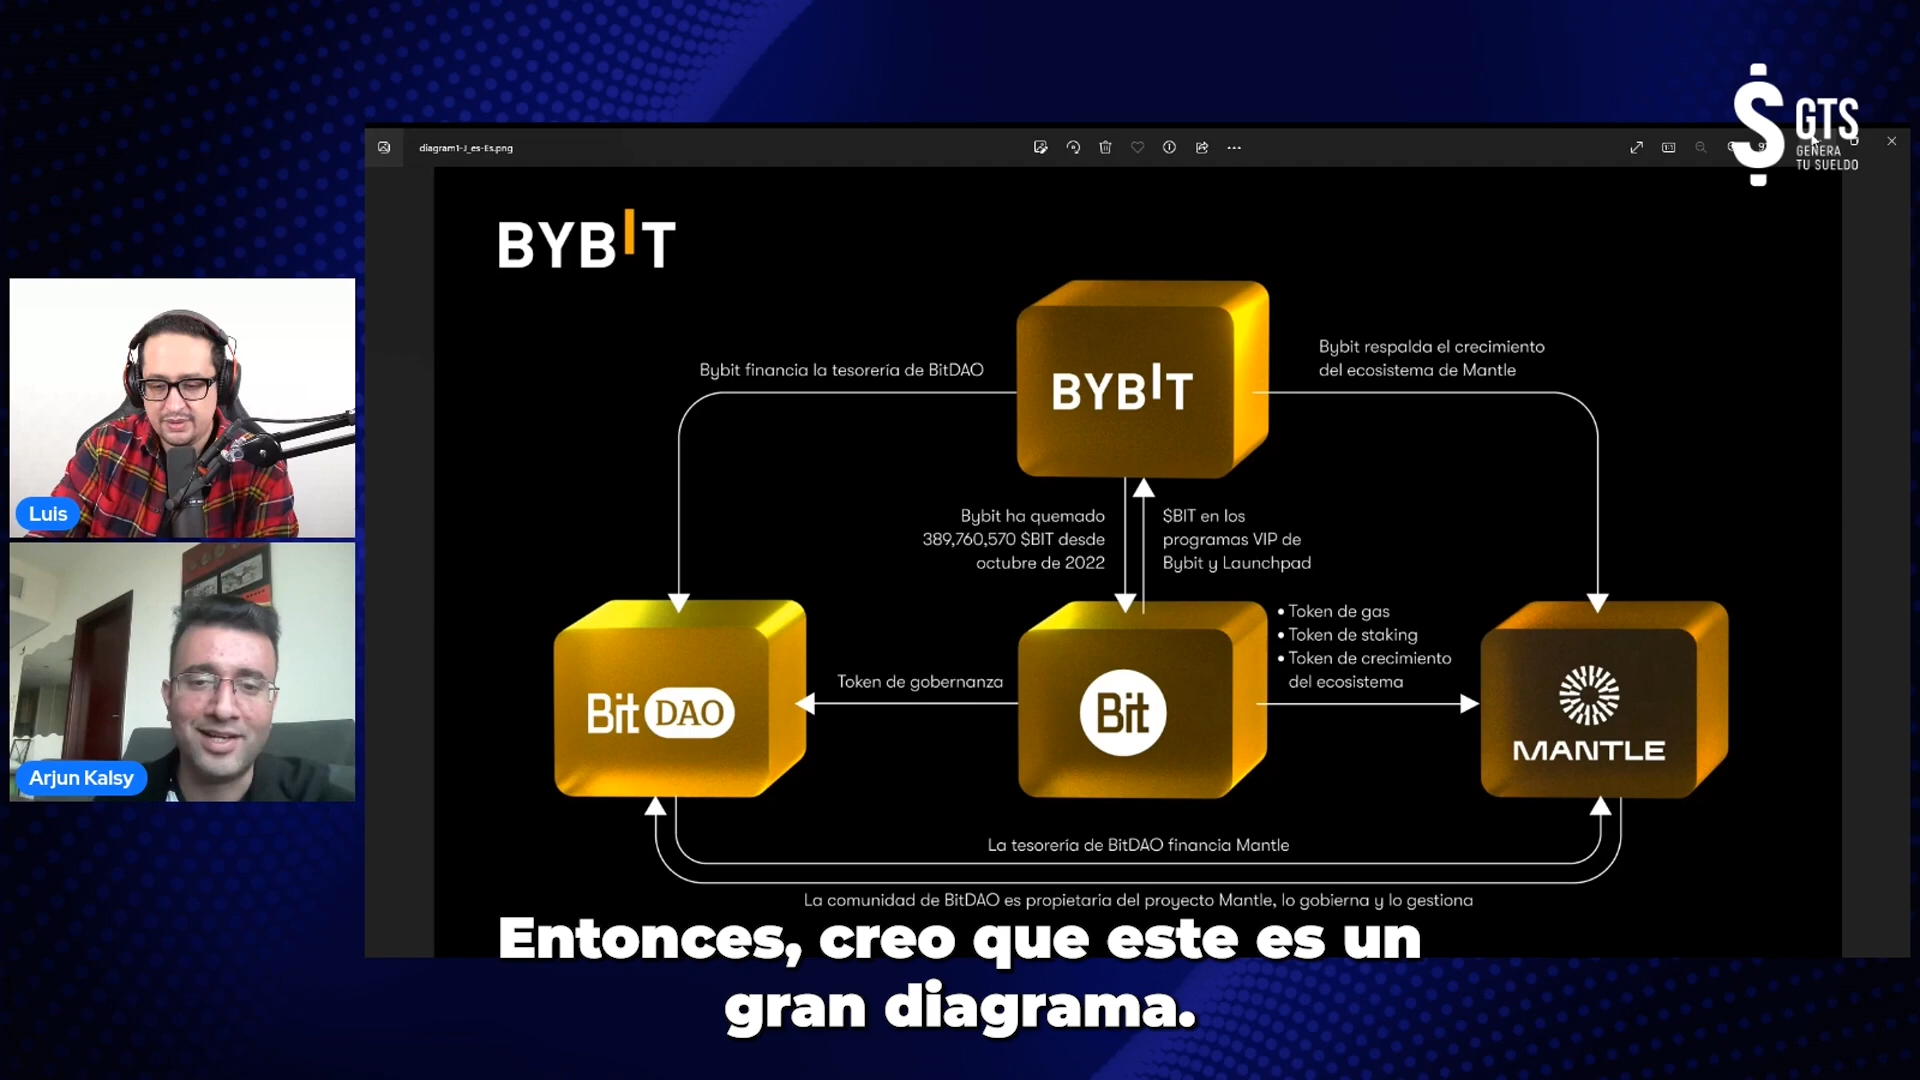 GTS
GENERA
TU SUELDO
diagram1-J_es-Es.png
BYBIT
BYBIT
Bybit financia la tesorería de BitDAO
Bybit respalda el crecimiento
del ecosistema de Mantle
Bybit ha quemado
389,760,570 $BIT desde
octubre de 2022
$BIT en los
programas VIP de
Bybit y Launchpad
Luis
Arjun Kalsy
Bit DAO
Token de gobernanza
Bit
• Token de gas
• Token de staking
• Token de crecimiento
del ecosistema
MANTLE
La tesorería de BitDAO financia Mantle
La comunidad de BitDAO es propietaria del proyecto Mantle, lo gobierna y lo gestiona
Entonces, creo que este es un
gran diagrama.